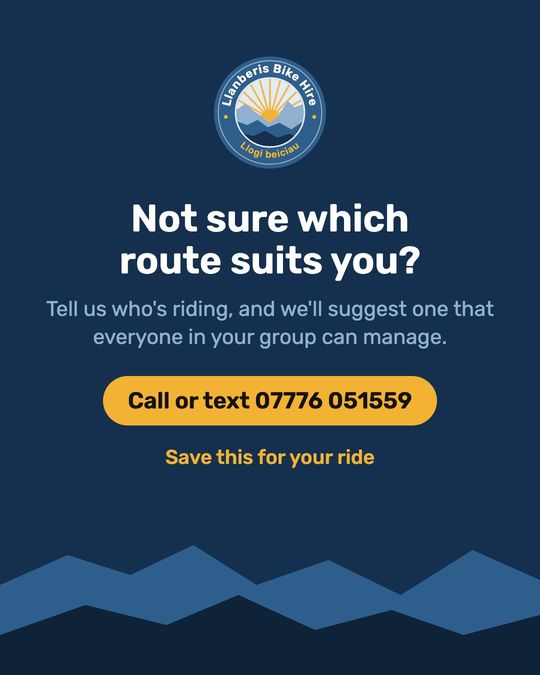 Llanberis Bike Hire
Llogi beiciau
Not sure which
route suits you?
Tell us who's riding, and we'll suggest one that
everyone in your group can manage.
Call or text 07776 051559
Save this for your ride